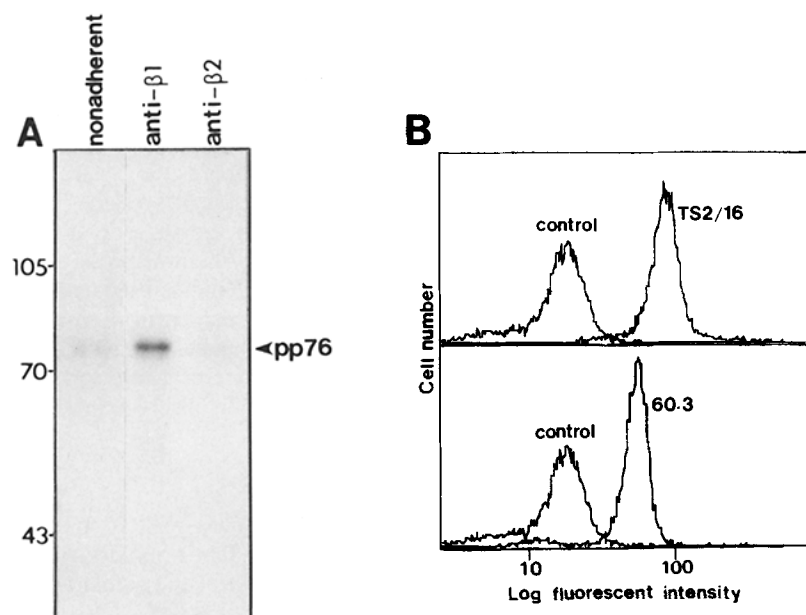 A
nonadherent
anti-β1
anti-β2
105-
70-
43-
pp76
B
Cell number
control
TS2/16
control
60.3
10
100
Log fluorescent intensity